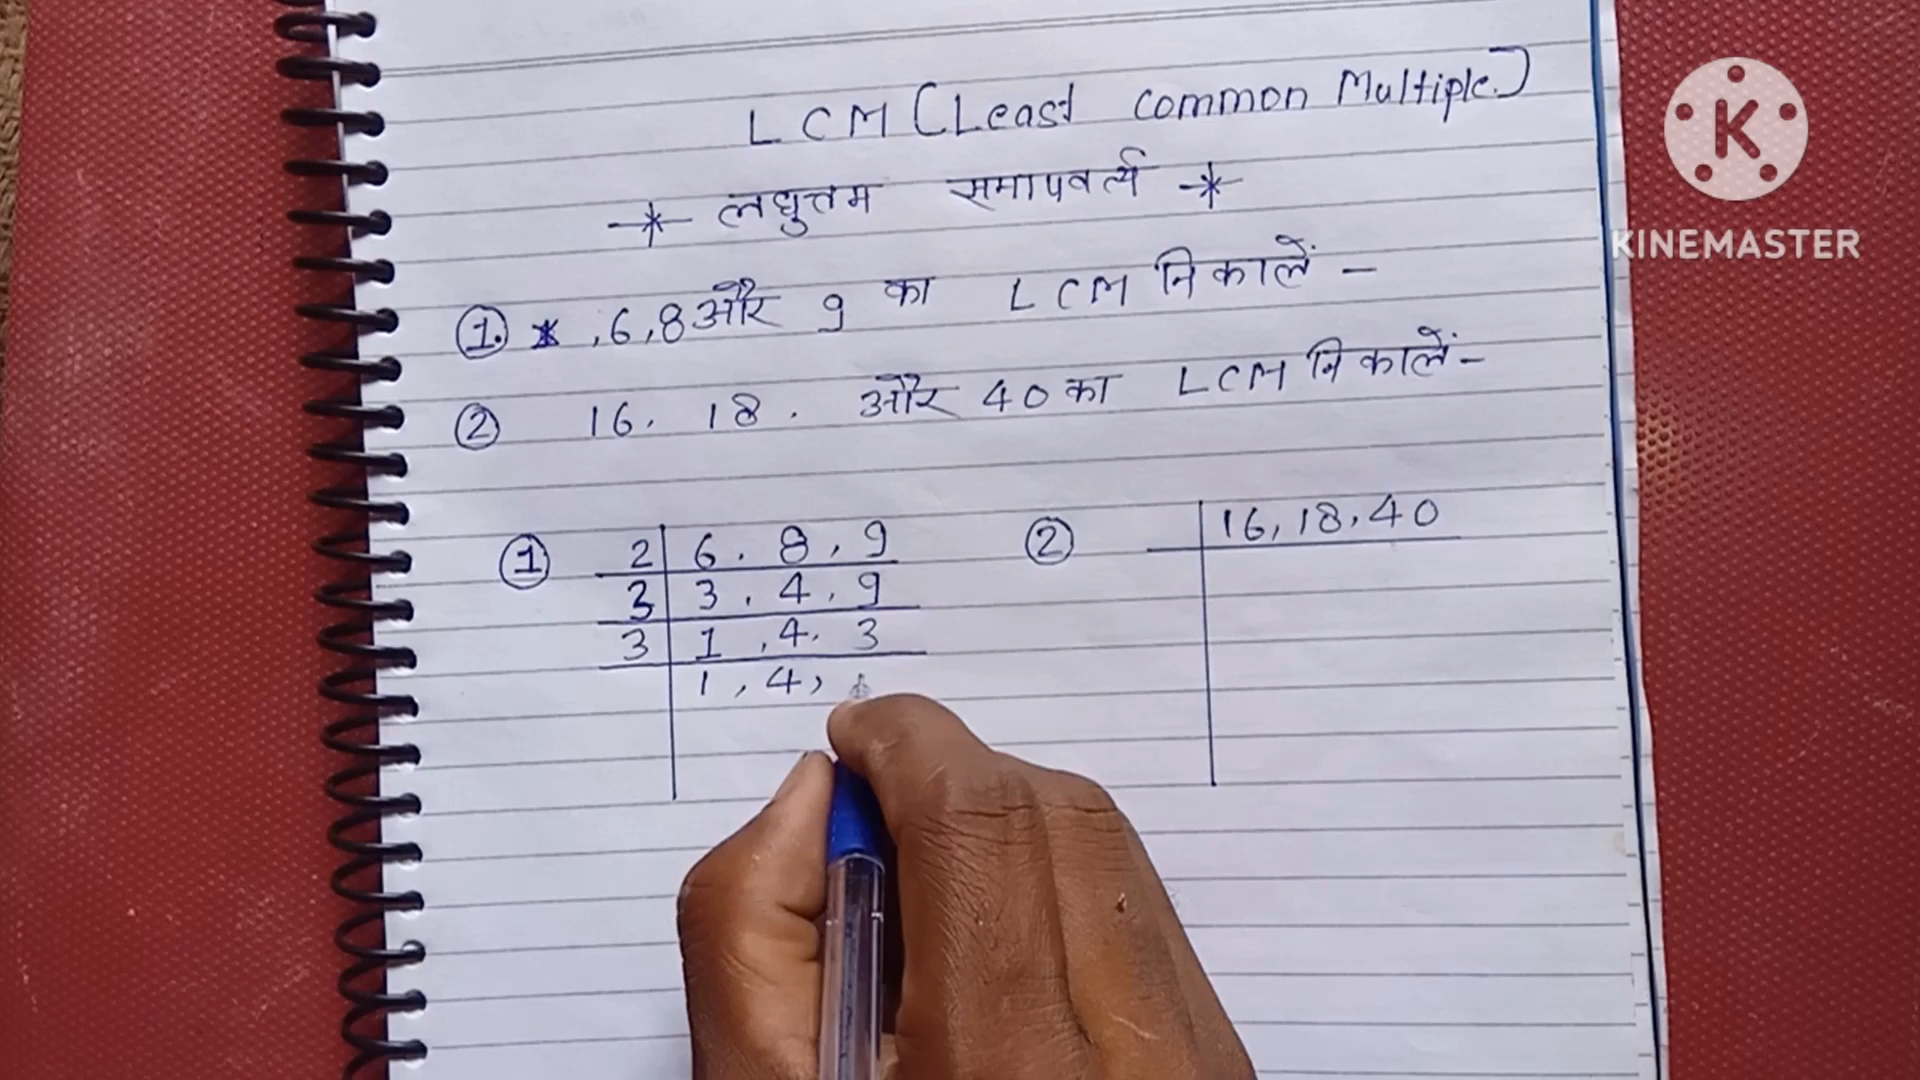 LCM (Least common Multiple.)
लघुत्तम समापवर्त्य
1. , 6, 8 और 9 का LCM निकालें -
2 16. 18. और 40 का LCM निकालें -
1 2 6. 8, 9
3 3, 4, 9
3 1, 4. 3
1, 4,
2 16, 18, 40
K
KINEMASTER